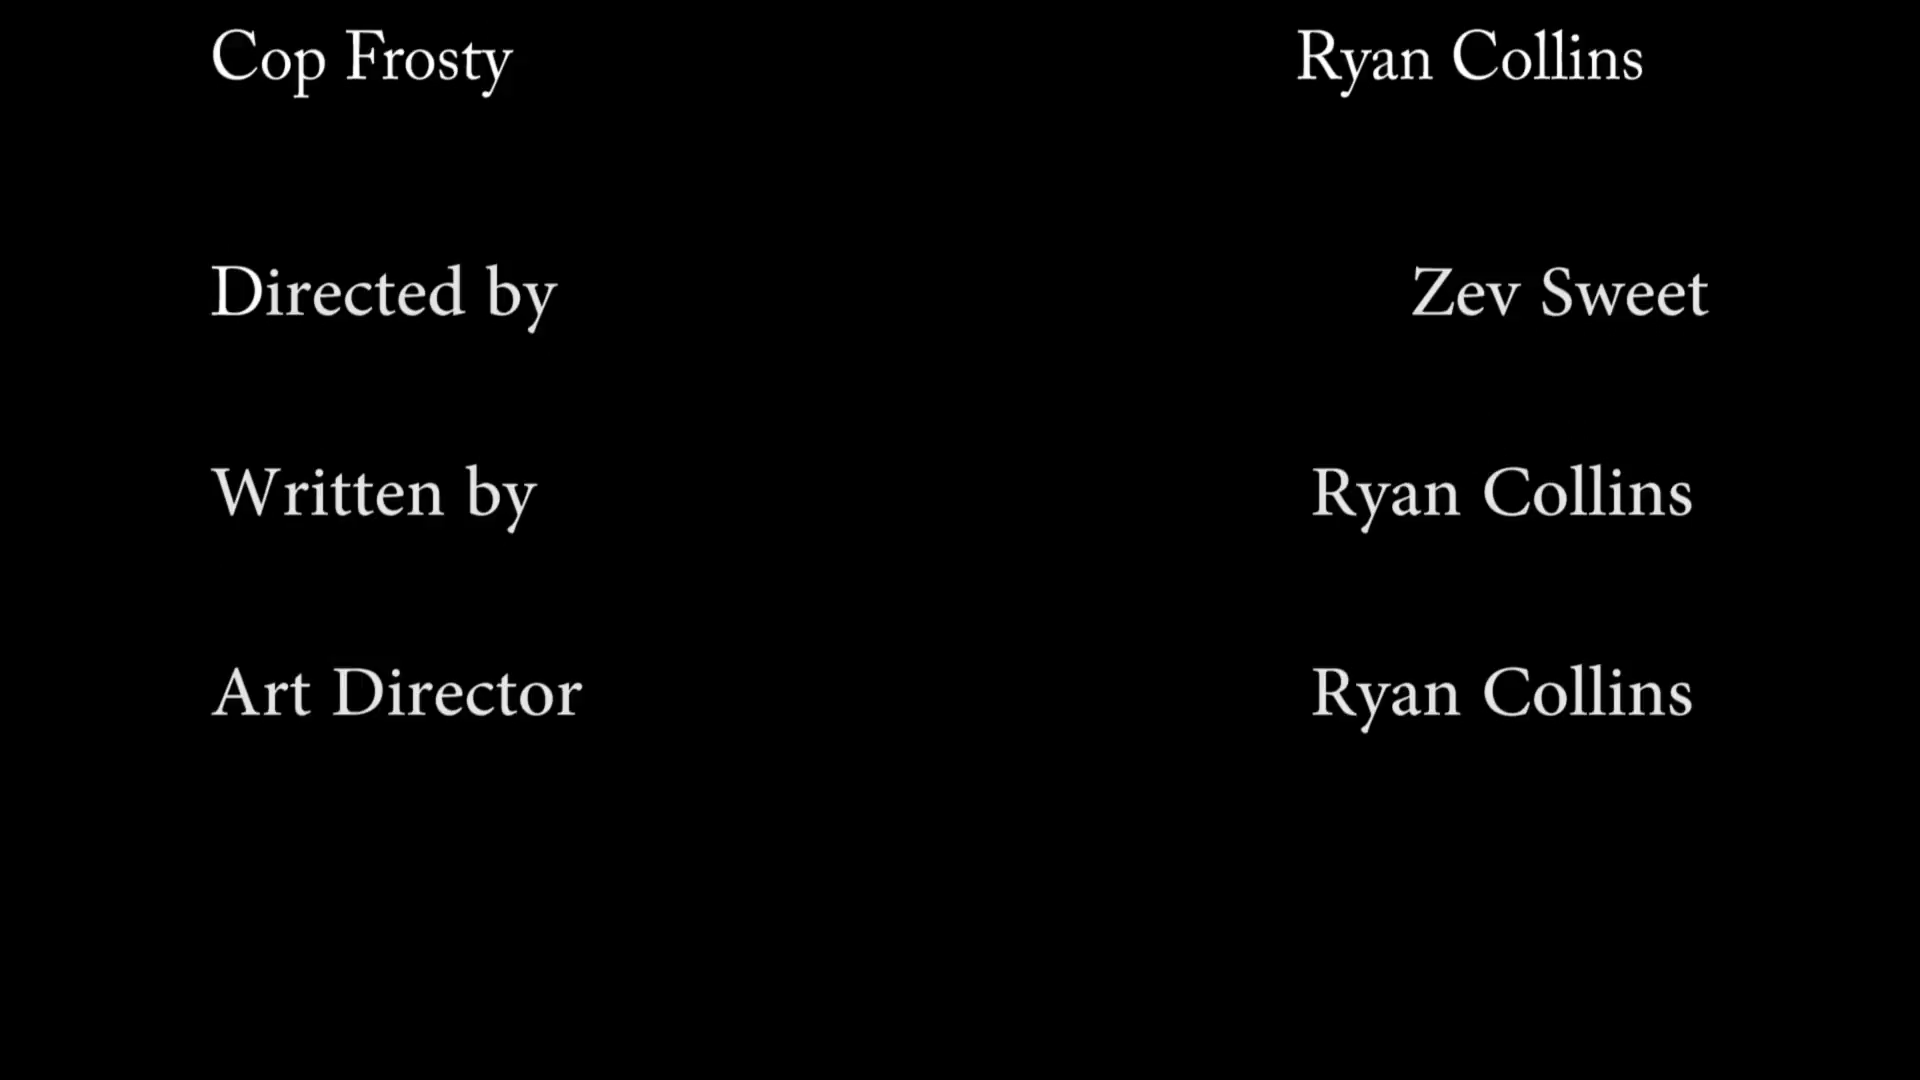 Cop Frosty Ryan Collins
Directed by Zev Sweet
Written by Ryan Collins
Art Director Ryan Collins